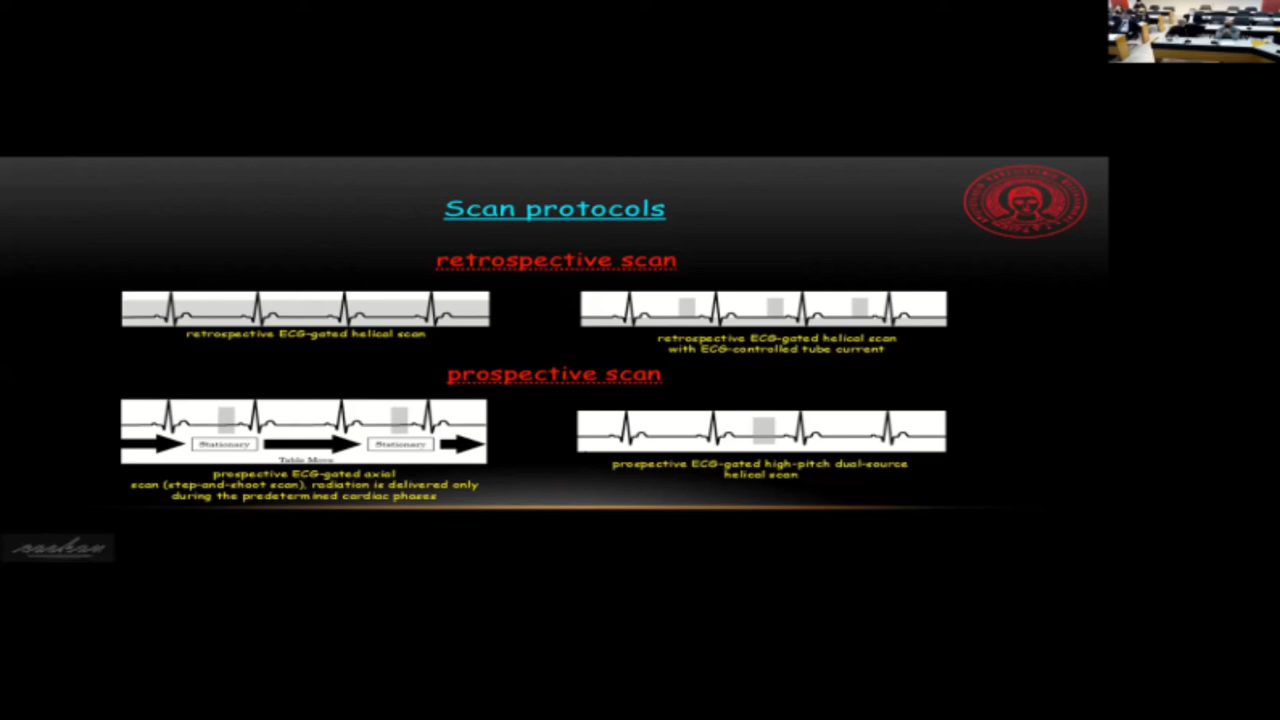 Scan protocols
retrospective scan
retrospective ECG-gated helical scan
retrospective ECG-gated helical scan
with ECG-controlled tube current
prospective scan
Stationary
Stationary
Table Move
prospective ECG-gated axial
scan (step-and-shoot scan), radiation is delivered only
during the predetermined cardiac phases
prospective ECG-gated high-pitch dual-source
helical scan